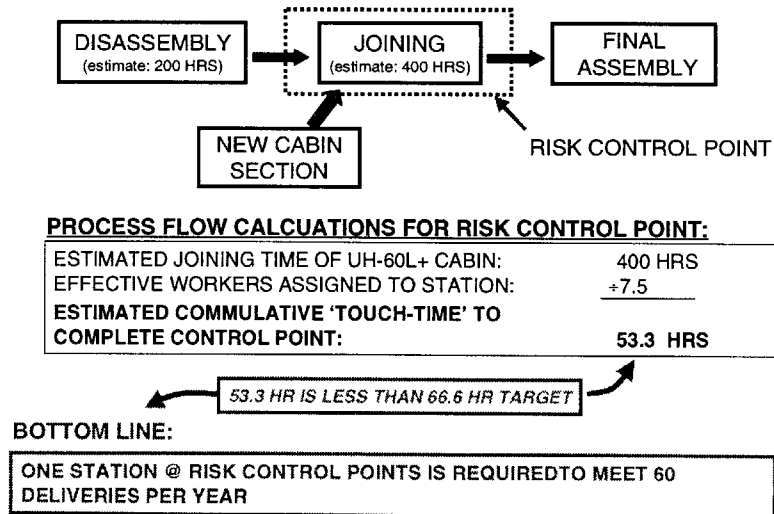 DISASSEMBLY
(estimate: 200 HRS)
JOINING
(estimate: 400 HRS)
FINAL
ASSEMBLY
NEW CABIN
SECTION
RISK CONTROL POINT
PROCESS FLOW CALCUATIONS FOR RISK CONTROL POINT:
ESTIMATED JOINING TIME OF UH-60L+ CABIN: 400 HRS
EFFECTIVE WORKERS ASSIGNED TO STATION: ÷7.5
ESTIMATED COMMULATIVE 'TOUCH-TIME' TO
COMPLETE CONTROL POINT: 53.3 HRS
53.3 HR IS LESS THAN 66.6 HR TARGET
BOTTOM LINE:
ONE STATION @ RISK CONTROL POINTS IS REQUIREDTO MEET 60
DELIVERIES PER YEAR